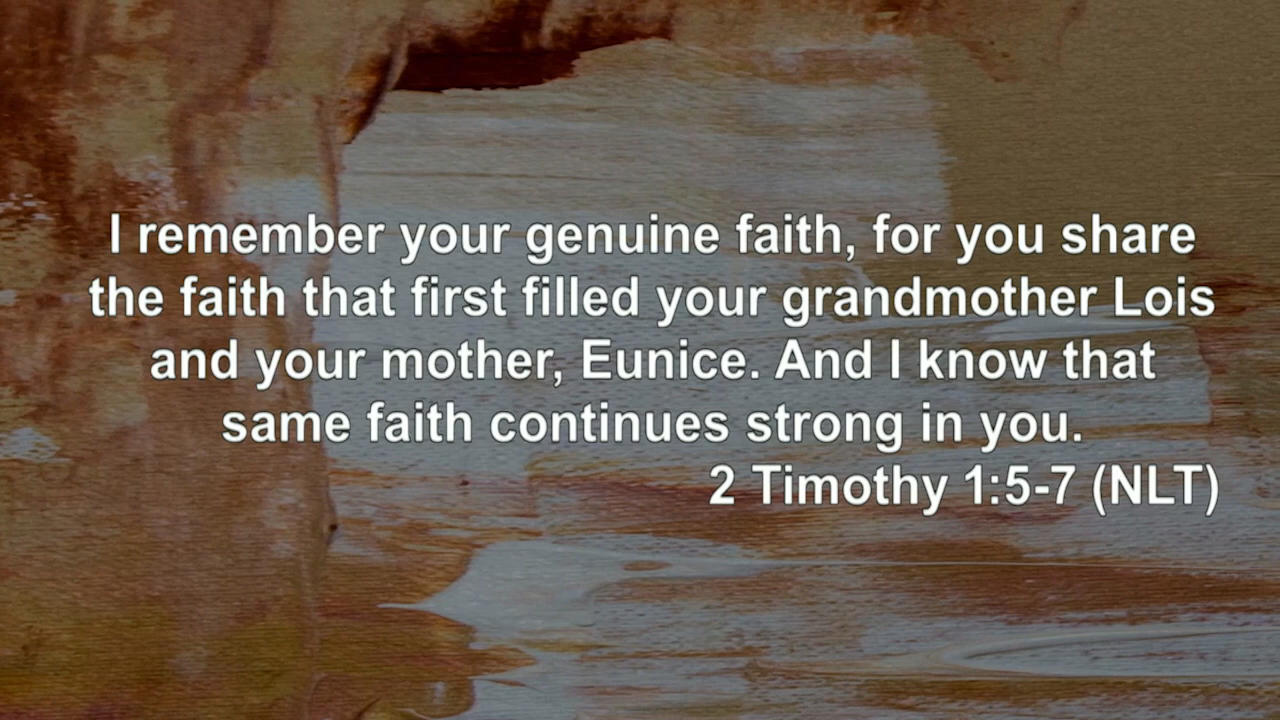 I remember your genuine faith, for you share
the faith that first filled your grandmother Lois
and your mother, Eunice. And I know that
same faith continues strong in you.
2 Timothy 1:5-7 (NLT)